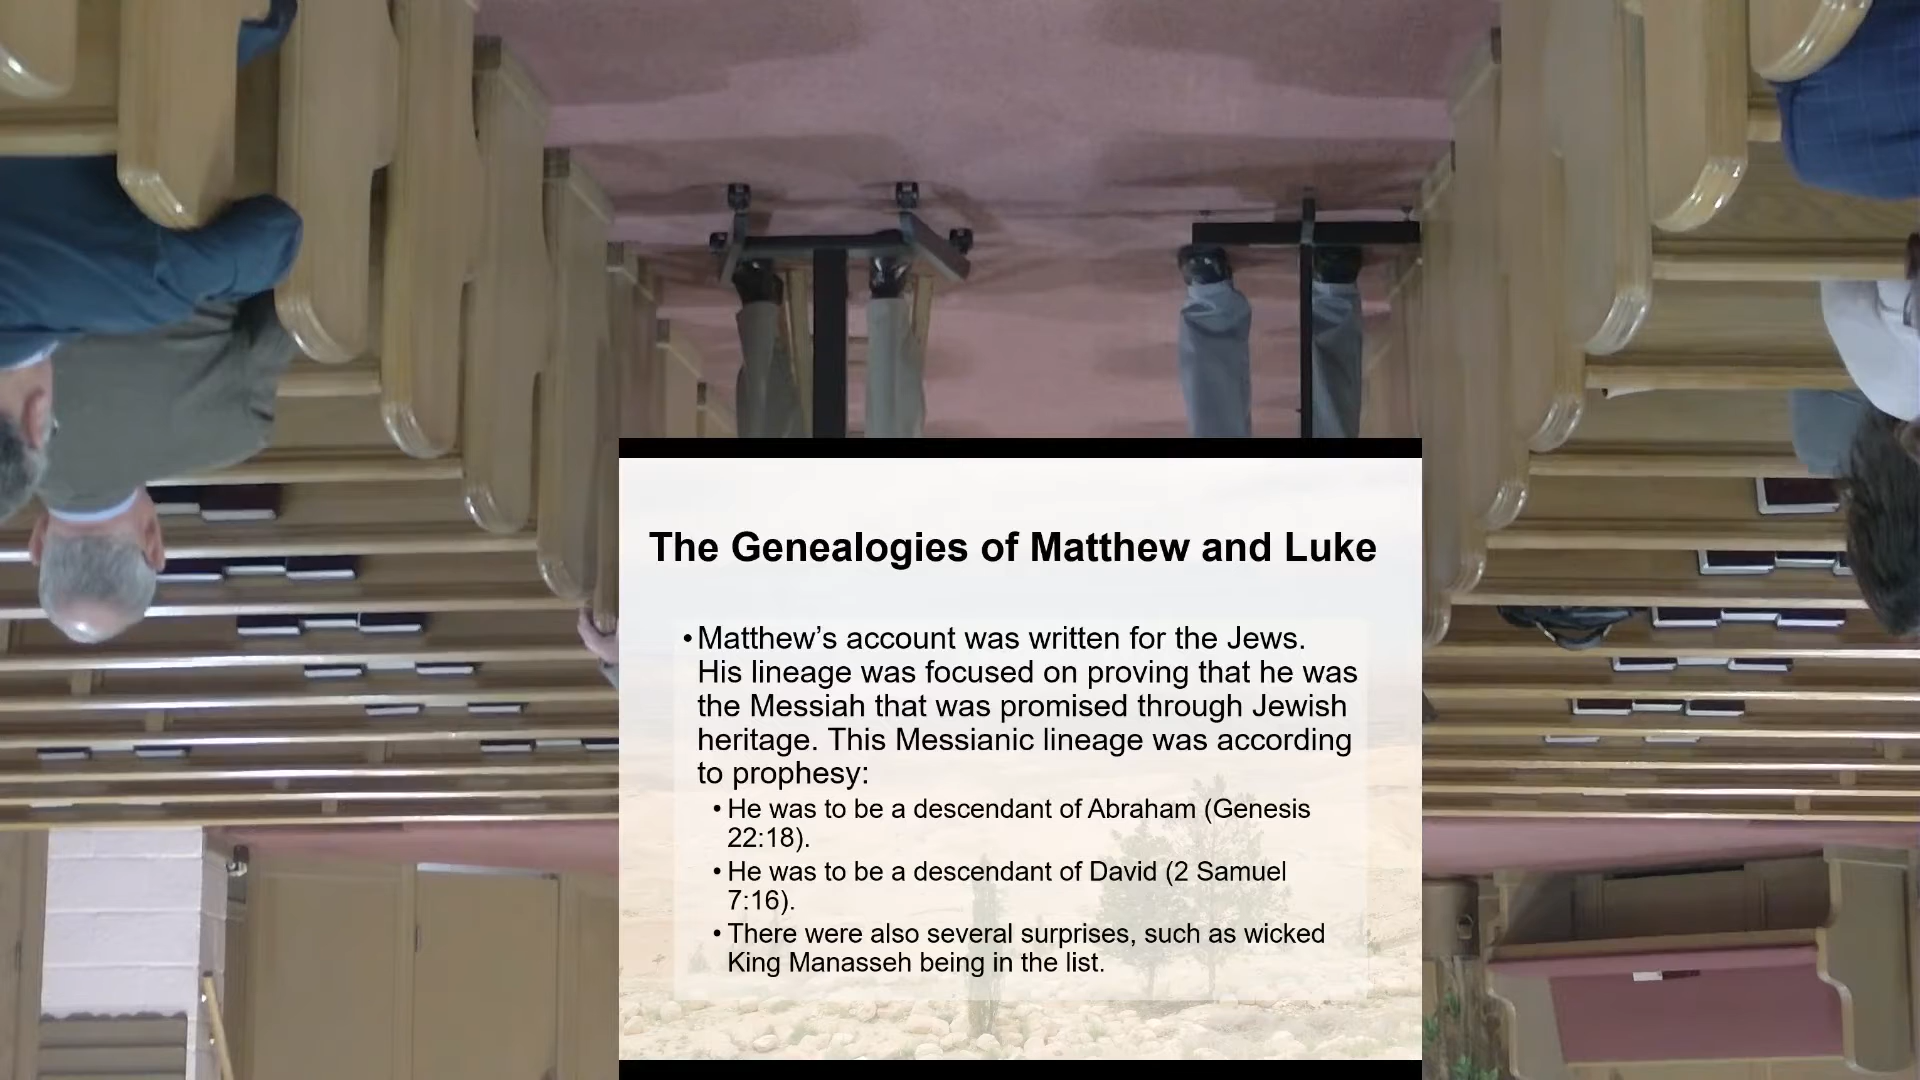 The Genealogies of Matthew and Luke
• Matthew’s account was written for the Jews.
His lineage was focused on proving that he was
the Messiah that was promised through Jewish
heritage. This Messianic lineage was according
to prophesy:
• He was to be a descendant of Abraham (Genesis
22:18).
• He was to be a descendant of David (2 Samuel
7:16).
• There were also several surprises, such as wicked
King Manasseh being in the list.